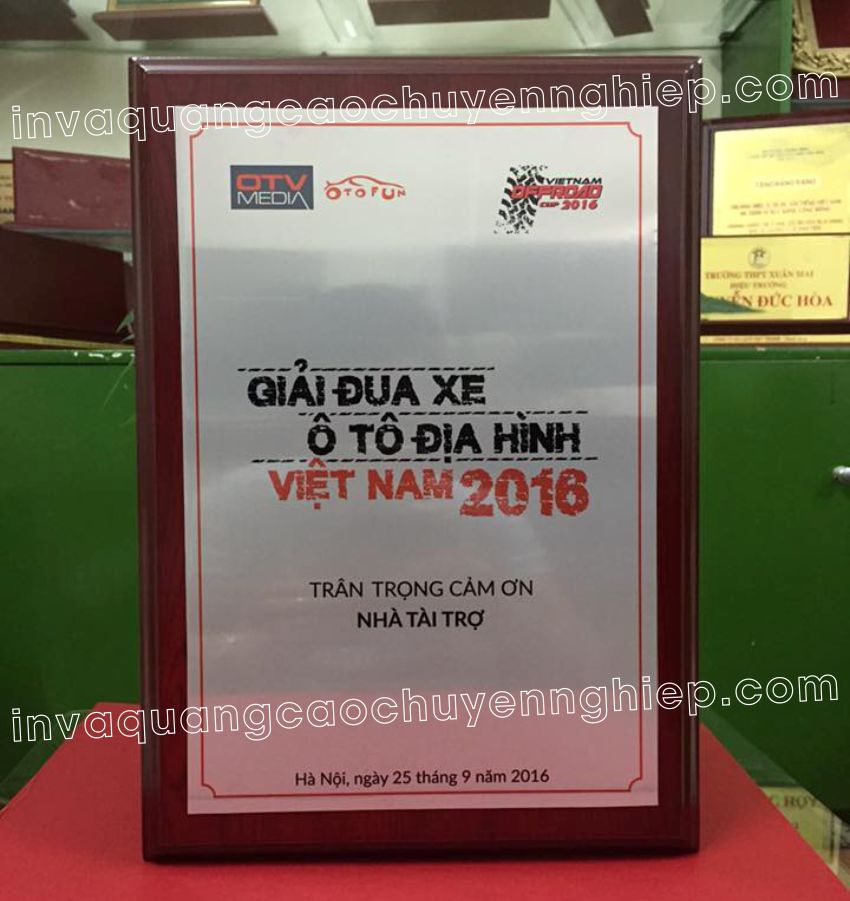 invaquangcaochuyennghiep.com
OTV
MEDIA
OTOFUN
VIETNAM
OFFROAD
CUP 2016
GIẢI ĐUA XE
Ô TÔ ĐỊA HÌNH
VIỆT NAM 2016
TRÂN TRỌNG CẢM ƠN
NHÀ TÀI TRỢ
invaquangcaochuyennghiep.com
Hà Nội, ngày 25 tháng 9 năm 2016
TRƯỜNG THPT XUÂN MAI
HIỆU TRƯỞNG
ĐỨC HÒA